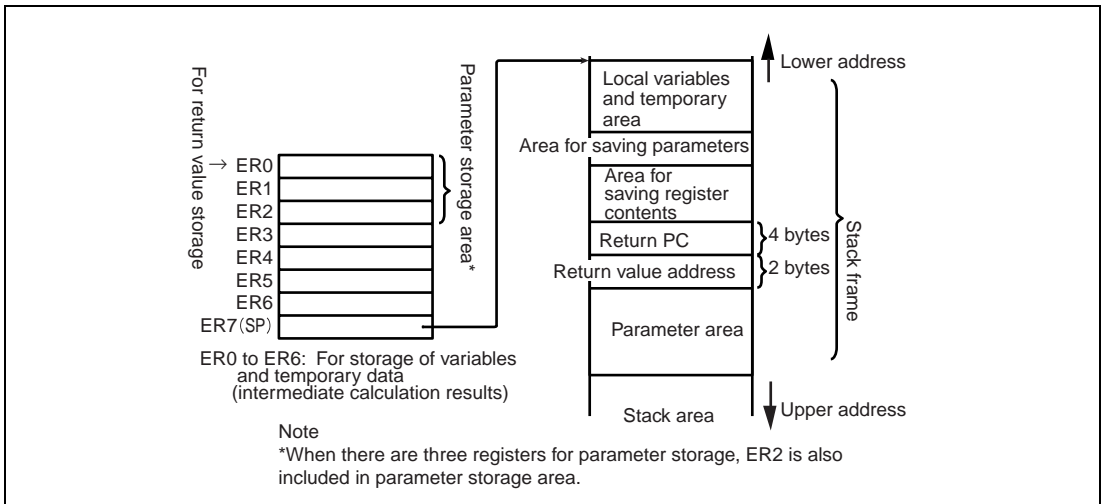 For return value storage
→ ER0
ER1
ER2
ER3
ER4
ER5
ER6
ER7(SP)
Parameter storage area*
ER0 to ER6: For storage of variables
and temporary data
(intermediate calculation results)
Local variables
and temporary
area
Area for saving parameters
Area for
saving register
contents
Return PC
Return value address
Parameter area
Stack area
Lower address
4 bytes
2 bytes
Stack frame
Upper address
Note
*When there are three registers for parameter storage, ER2 is also
included in parameter storage area.